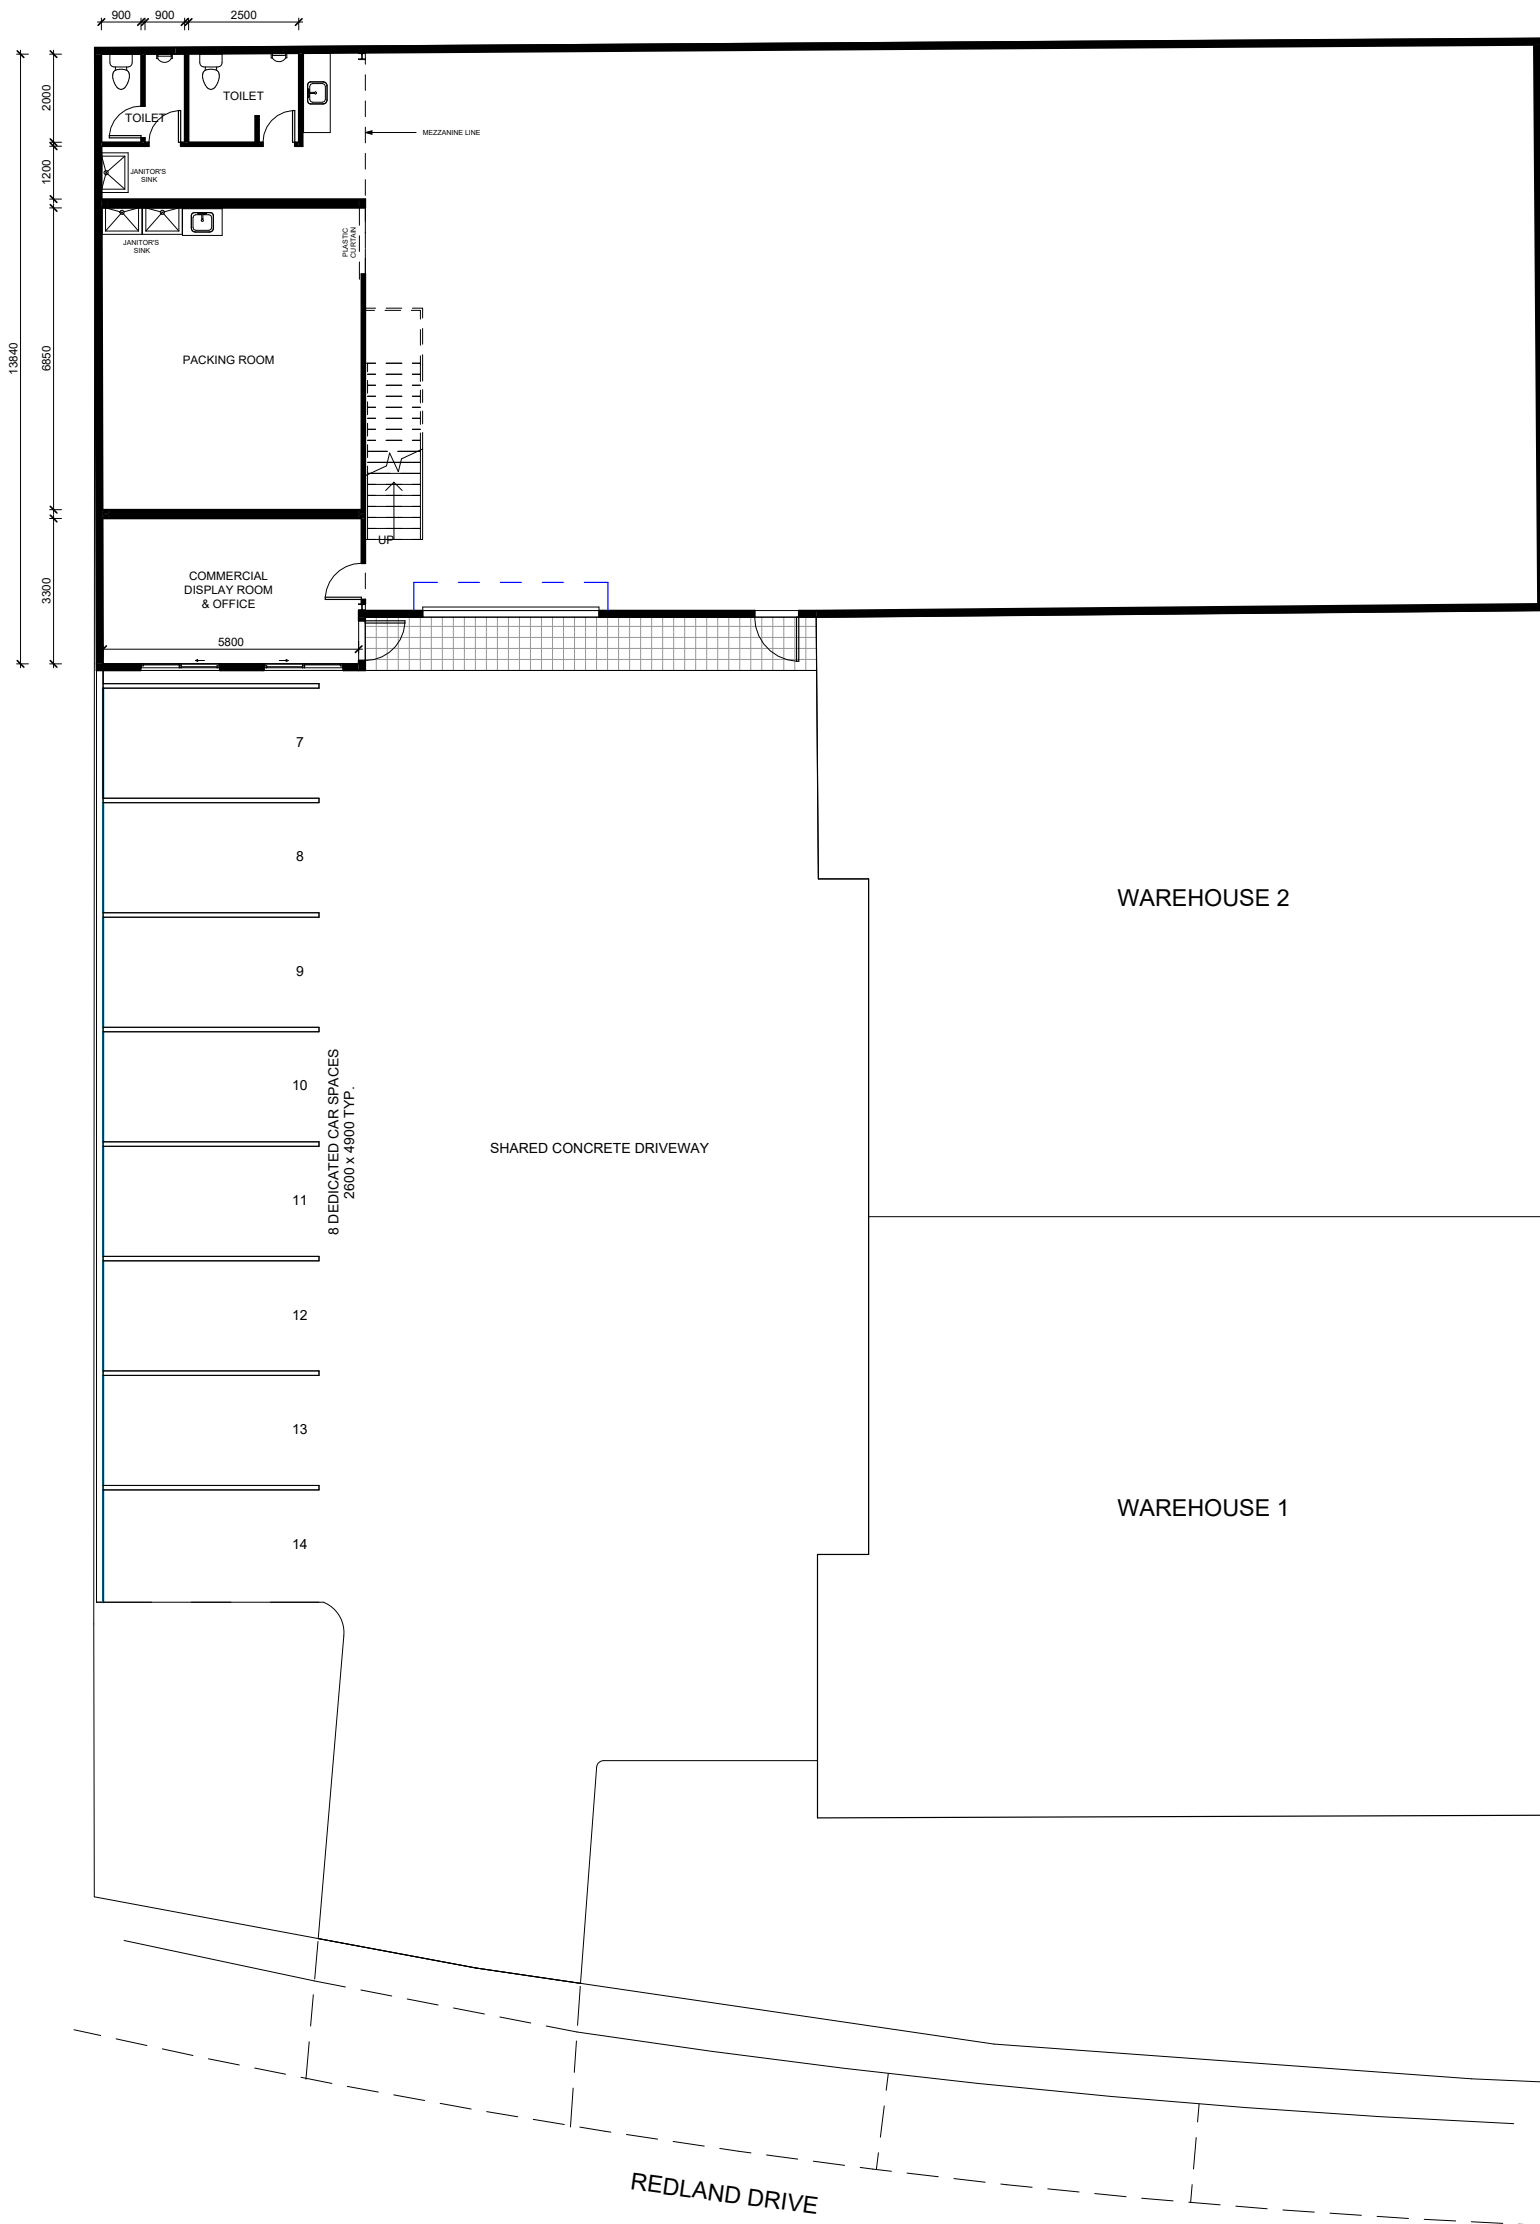 900
900
2500
13840
2000
1200
6850
3300
TOILET
TOILET
MEZZANINE LINE
JANITOR'S
SINK
JANITOR'S
SINK
PLASTIC
CURTAIN
PACKING ROOM
UP
COMMERCIAL
DISPLAY ROOM
& OFFICE
5800
7
8
9
10
11
12
13
14
8 DEDICATED CAR SPACES
2600 x 4900 TYP.
SHARED CONCRETE DRIVEWAY
WAREHOUSE 2
WAREHOUSE 1
REDLAND DRIVE